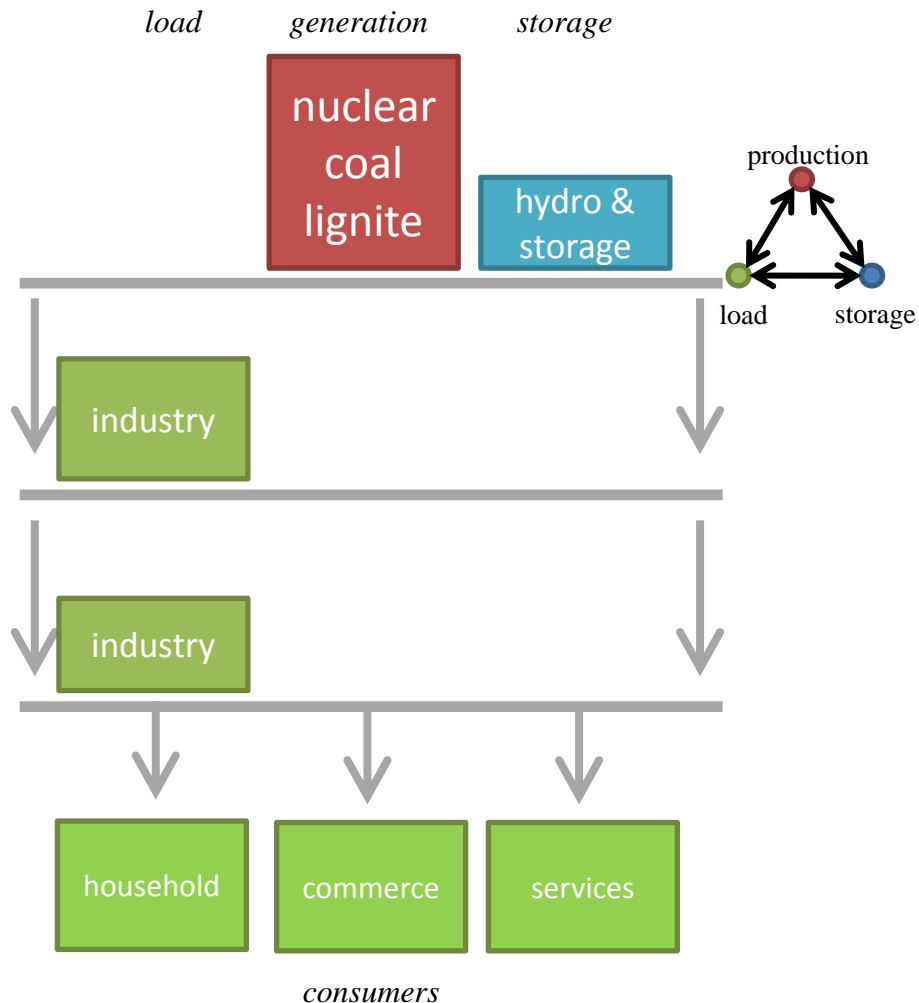 load generation storage
nuclear
coal
lignite
hydro &
storage
production
load storage
industry
industry
household commerce services
consumers